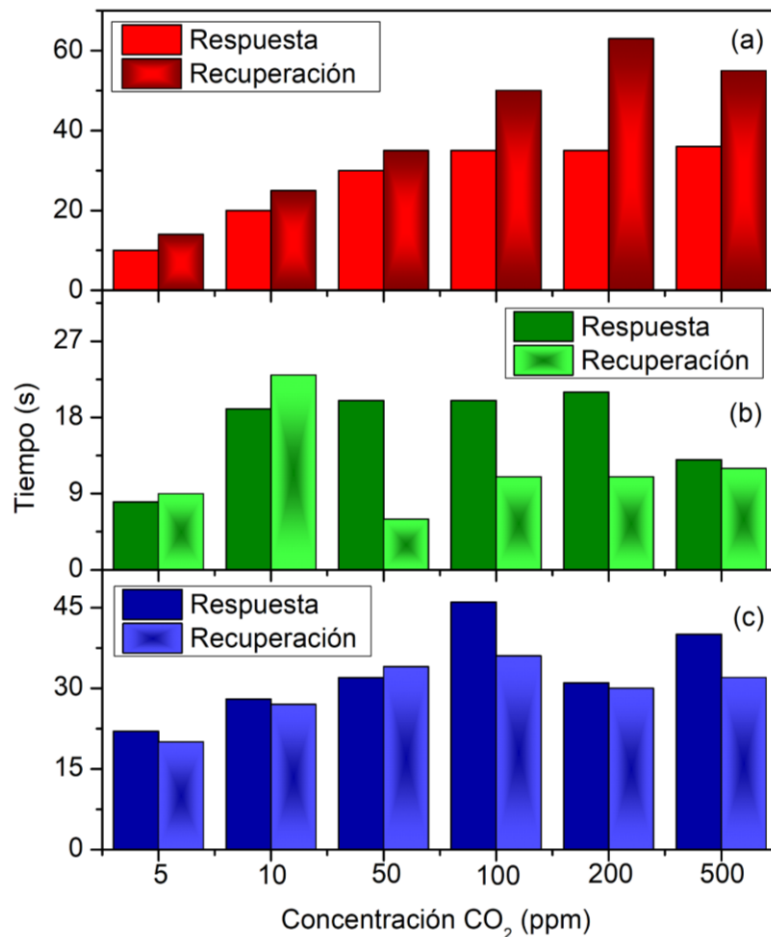 Respuesta
Recuperación
(a)
60
40
20
0
Respuesta
Recuperacíón
(b)
27
18
9
0
Tiempo (s)
Respuesta
Recuperación
(c)
45
30
15
0
5 10 50 100 200 500
Concentración CO₂ (ppm)